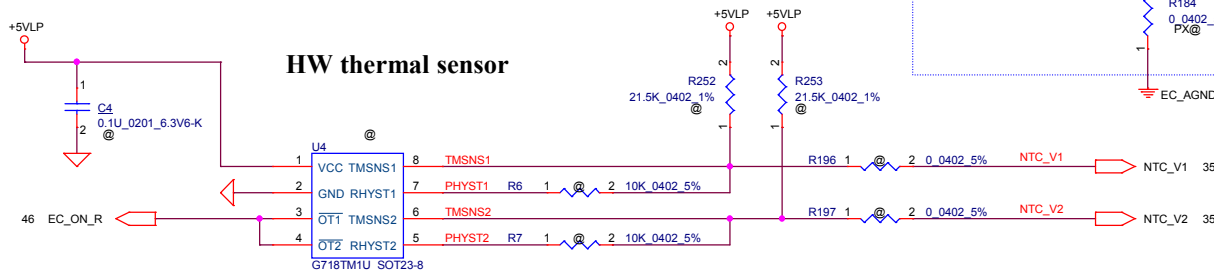 +5VLP
+5VLP
+5VLP
R184
0_0402_
PX@
1
EC_AGND
HW thermal sensor
1
C4
0.1U_0201_6.3V6-K
2
@
2
R252
21.5K_0402_1%
@
1
2
R253
21.5K_0402_1%
@
1
@
U4
1 VCC TMSNS1 8 TMSNS1 R196 1 @ 2 0_0402_5% NTC_V1 NTC_V1 35
2 GND RHYST1 7 PHYST1 R6 1 @ 2 10K_0402_5%
46 EC_ON_R 3 OT1 TMSNS2 6 TMSNS2 R197 1 @ 2 0_0402_5% NTC_V2 NTC_V2 35
4 OT2 RHYST2 5 PHYST2 R7 1 @ 2 10K_0402_5%
G718TM1U_SOT23-8